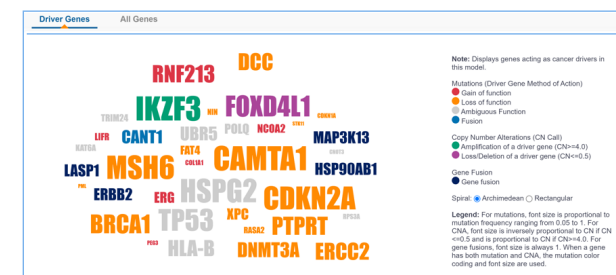 Driver Genes All Genes
DCC
RNF213
IKZF3 NIN FOXD4L1 CDKN1A
TRIM24 STK11
LIFR CANT1 UBR5 POLQ NCOA2 MAP3K13
KAT6A FAT4
LASP1 MSH6 COL1A1 CAMTA1 HSP90AB1
ERBB2 ERG HSPG2 CDKN2A
BRCA1 TP53 XPC PTPRT
RASA2
HLA-B DNMT3A ERCC2
Note: Displays genes acting as cancer drivers in
this model.
Mutations (Driver Gene Method of Action)
Gain of function
Loss of function
Ambiguous Function
Fusion
Copy Number Alterations (CN Call)
Amplification of a driver gene (CN>=4.0)
Loss/Deletion of a driver gene (CN<=0.5)
Gene Fusion
Gene fusion
Spiral: Archimedean Rectangular
Legend: For mutations, font size is proportional to
mutation frequency ranging from 0.05 to 1. For
CNA, font size is inversely proportional to CN if CN
<=0.5 and is proportional to CN if CN>=4.0. For
gene fusions, font size is always 1. When a gene
has both mutation and CNA, the mutation color
coding and font size are used.